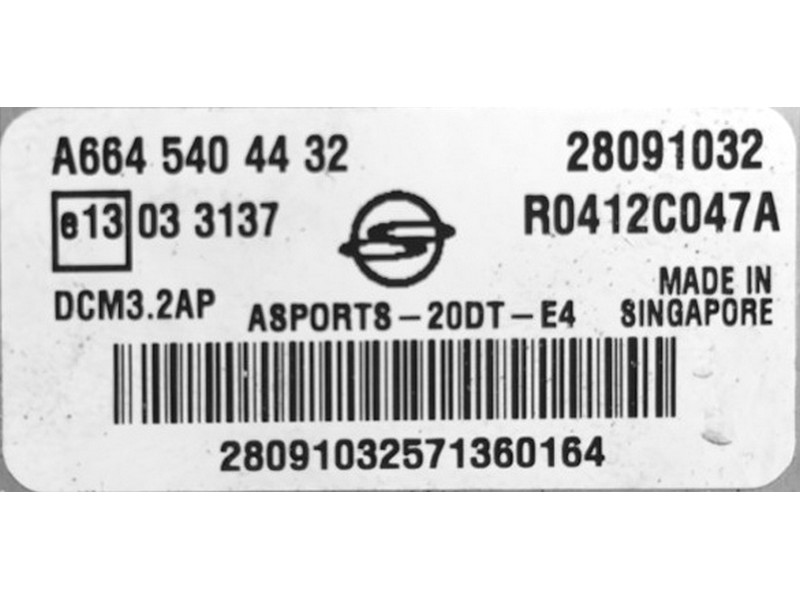 A664 540 44 32 28091032
e13 03 3137 R0412C047A
DCM3.2AP ASPORTS-20DT-E4 MADE IN
SINGAPORE
28091032571360164